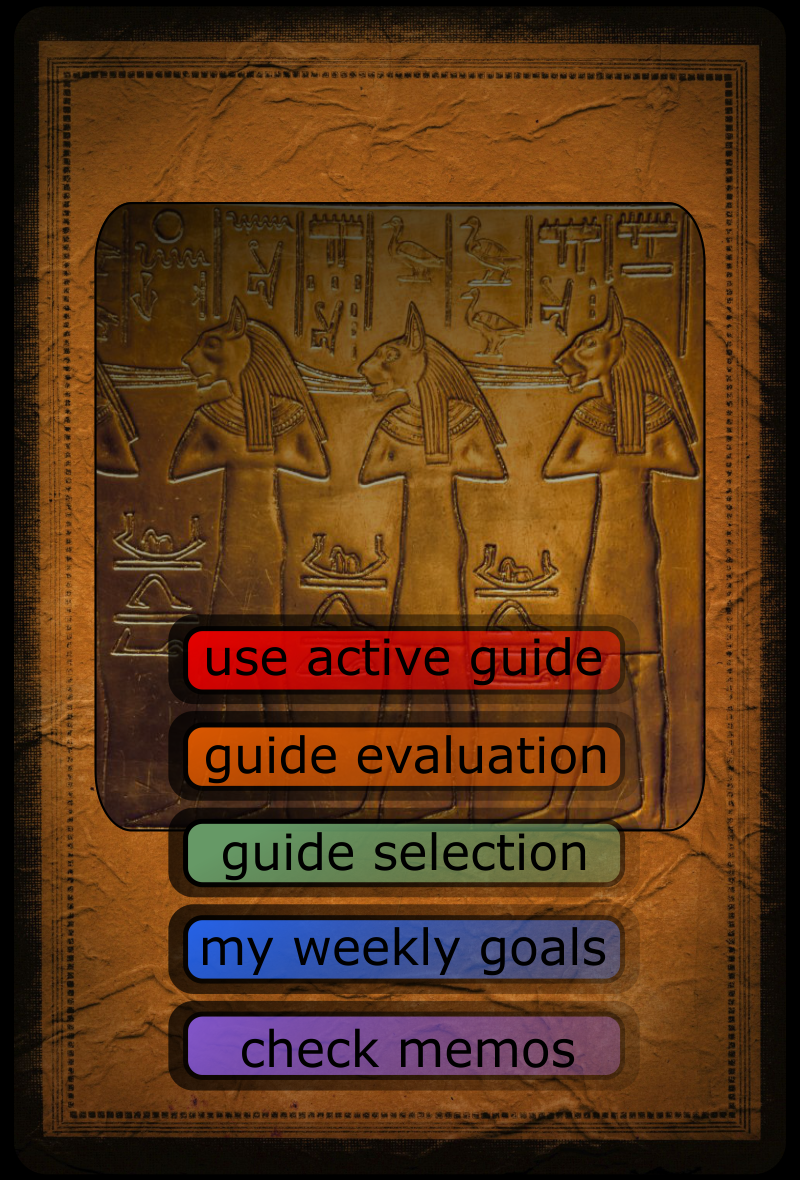 use active guide
guide evaluation
guide selection
my weekly goals
check memos